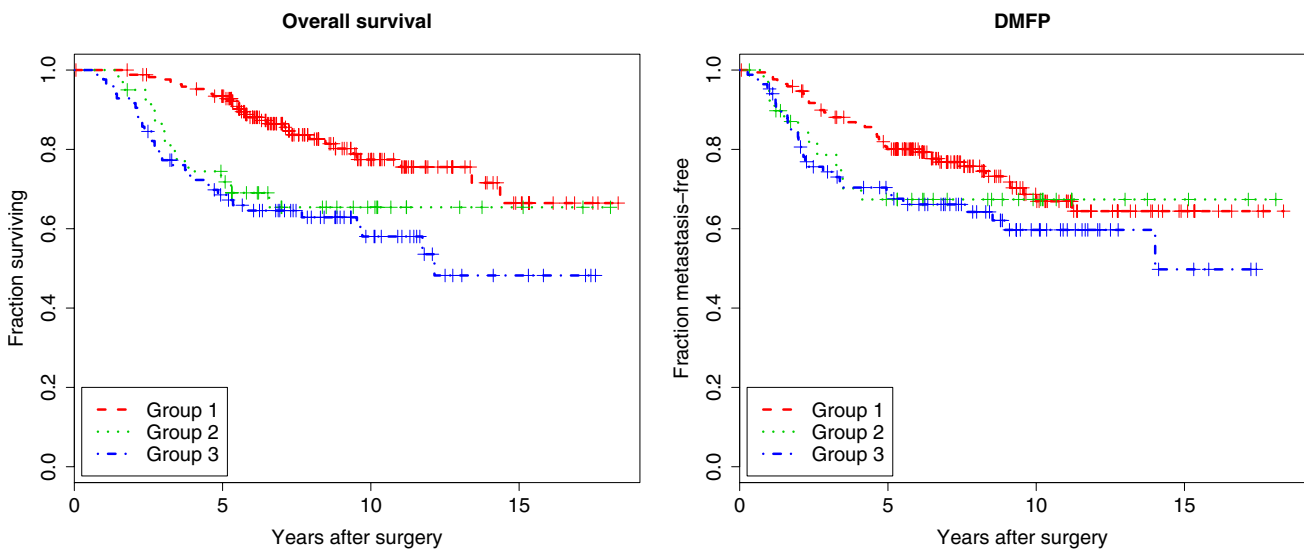 Overall survival
Fraction surviving
1.0
0.8
0.6
0.4
0.2
0.0
Group 1
Group 2
Group 3
0 5 10 15
Years after surgery
DMFP
Fraction metastasis−free
1.0
0.8
0.6
0.4
0.2
0.0
Group 1
Group 2
Group 3
0 5 10 15
Years after surgery